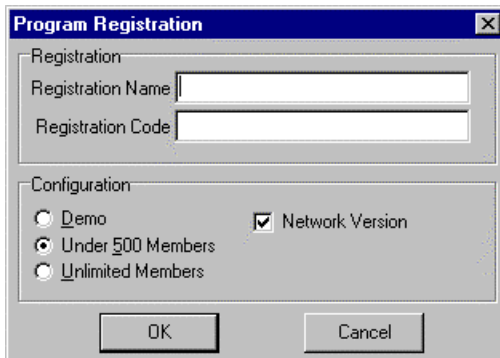 Program Registration
Registration
Registration Name
Registration Code
Configuration
Demo
Under 500 Members
Unlimited Members
Network Version
OK
Cancel